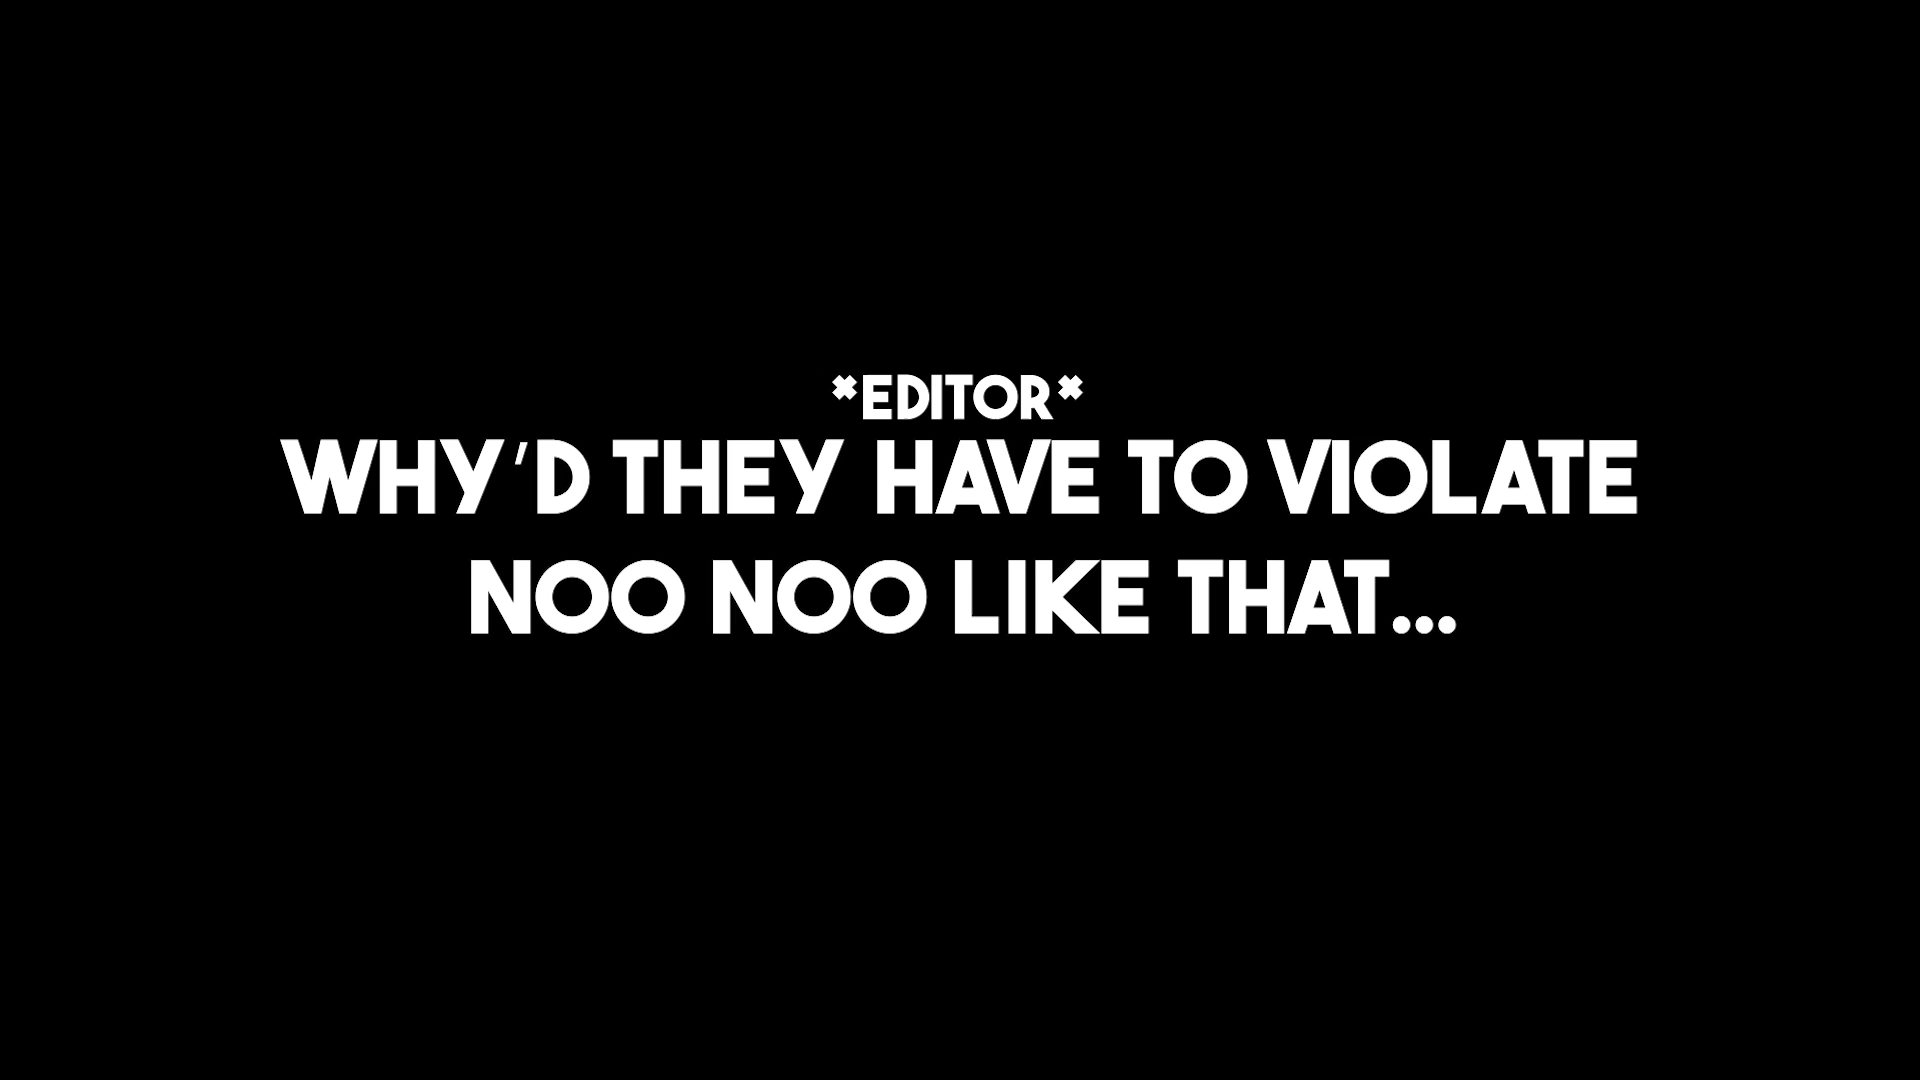 *EDITOR*
WHY'D THEY HAVE TO VIOLATE
NOO NOO LIKE THAT...